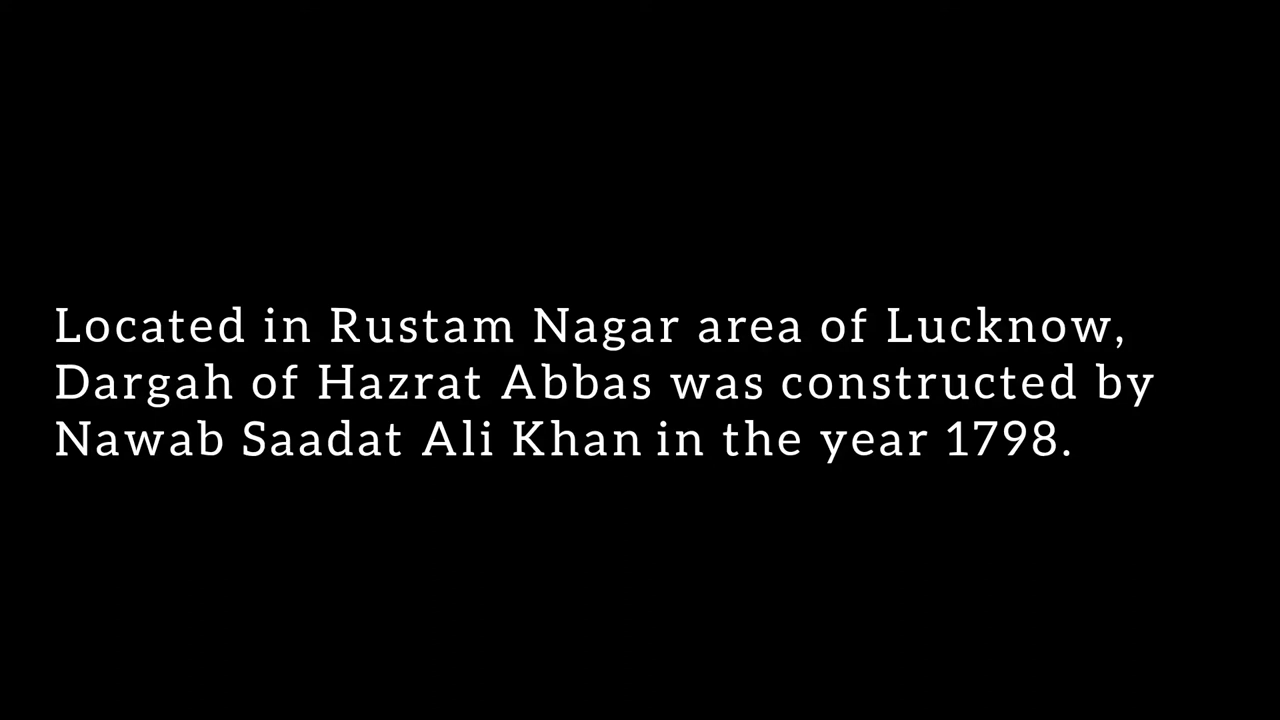 Located in Rustam Nagar area of Lucknow,
Dargah of Hazrat Abbas was constructed by
Nawab Saadat Ali Khan in the year 1798.